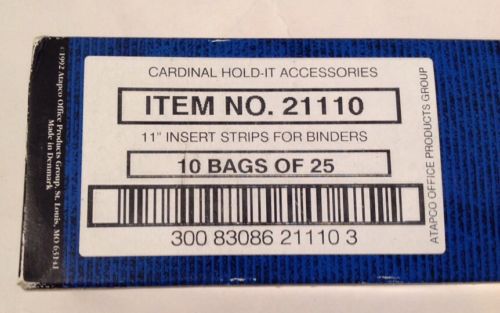 CARDINAL HOLD-IT ACCESSORIES
ITEM NO. 21110
11" INSERT STRIPS FOR BINDERS
10 BAGS OF 25
300 83086 21110 3
ATAPCO OFFICE PRODUCTS GROUP
©1992 Atapco Office Products Group, St. Louis, MO 63141
Made in Denmark